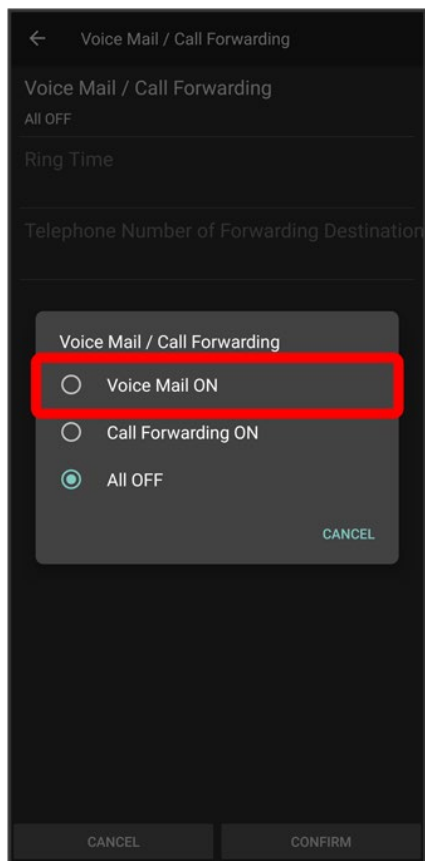 Voice Mail / Call Forwarding
Voice Mail / Call Forwarding
All OFF
Ring Time
Telephone Number of Forwarding Destination
Voice Mail / Call Forwarding
Voice Mail ON
Call Forwarding ON
All OFF
CANCEL
CANCEL CONFIRM